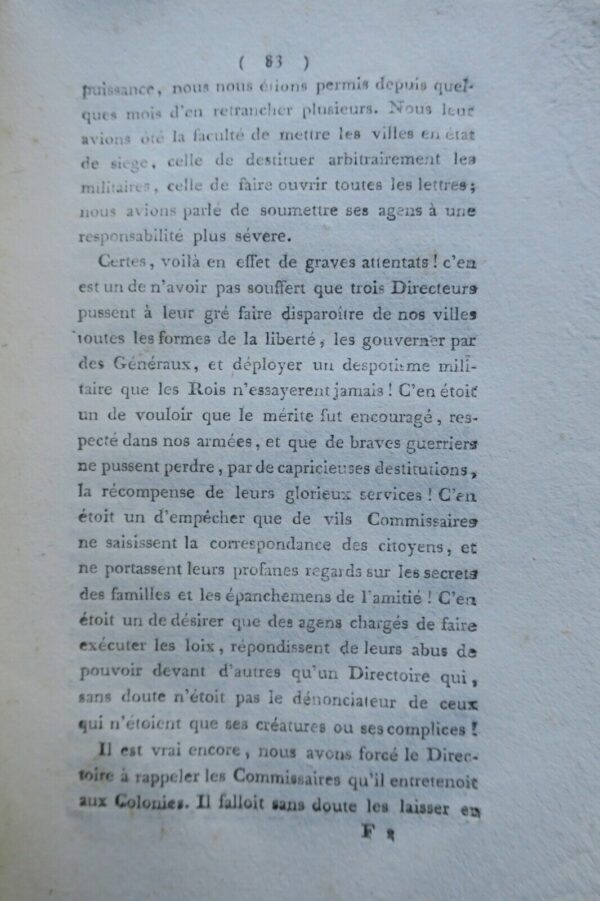 ( 83 )
puissance, nous nous étions permis depuis quel-
ques mois d'en retrancher plusieurs. Nous leur
avions ôté la faculté de mettre les villes en état
de siege, celle de destituer arbitrairement les
militaires, celle de faire ouvrir toutes les lettres;
nous avions parlé de soumettre ses agens à une
responsabilité plus sévere.
Certes, voilà en effet de graves attentats ! c'en
est un de n'avoir pas souffert que trois Directeurs
pussent à leur gré faire disparoître de nos villes
toutes les formes de la liberté, les gouverner par
des Généraux, et déployer un despotisme mili-
taire que les Rois n'essayerent jamais ! C'en étoit
un de vouloir que le mérite fut encouragé, res-
pecté dans nos armées, et que de braves guerriers
ne pussent perdre, par de capricieuses destitutions,
la récompense de leurs glorieux services ! C'en
étoit un d'empêcher que de vils Commissaires
ne saisissent la correspondance des citoyens, et
ne portassent leurs profanes regards sur les secrets
des familles et les épanchemens de l'amitié ! C'en
étoit un de désirer que des agens chargés de faire
exécuter les loix, répondissent de leurs abus de
pouvoir devant d'autres qu'un Directoire qui,
sans doute n'étoit pas le dénonciateur de ceux
qui n'étoient que ses créatures ou ses complices !
Il est vrai encore, nous avons forcé le Direc-
toire à rappeler les Commissaires qu'il entretenoit
aux Colonies. Il falloit sans doute les laisser en
F 2